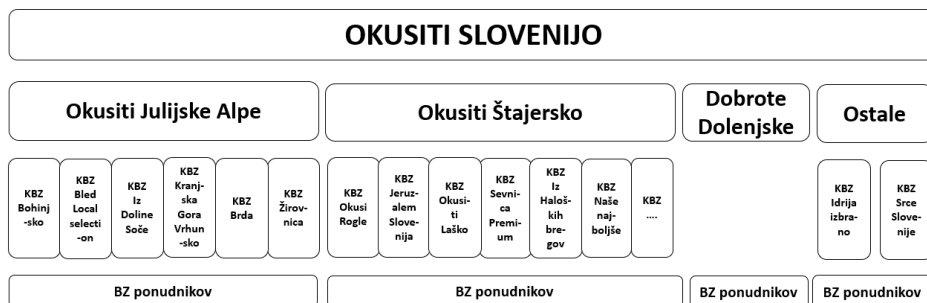 OKUSITI SLOVENIJO
Okusiti Julijske Alpe
Okusiti Štajersko
Dobrote
Dolenjske
Ostale
KBZ
Bohinj
-sko
KBZ
Bled
Local
selecti
-on
KBZ
Iz
Doline
Soče
KBZ
Kranj-
ska
Gora
Vrhun
-sko
KBZ
Brda
KBZ
Žirov-
nica
KBZ
Okusi
Rogle
KBZ
Jeruz-
alem
Slove-
nija
KBZ
Okusi-
ti
Laško
KBZ
Sevni-
ca
Premi-
um
KBZ
Iz
Haloš-
kih
bre-
gov
KBZ
Naše
naj-
boljše
KBZ
....
KBZ
Idrija
izbra-
no
KBZ
Srce
Slove-
nije
BZ ponudnikov
BZ ponudnikov
BZ ponudnikov
BZ ponudnikov